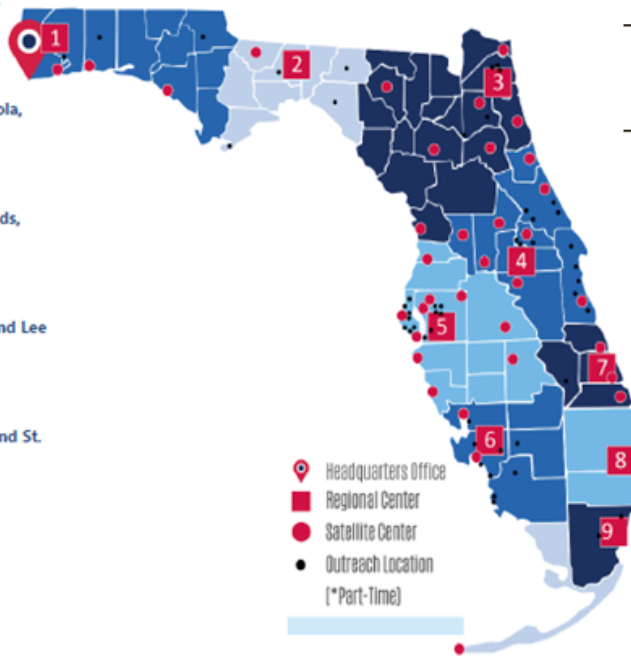 1
2
ola,
3
ds,
4
nd Lee
5
7
nd St.
6
8
Headquarters Office
Regional Center
Satellite Center
9
Outreach Location
(*Part-Time)